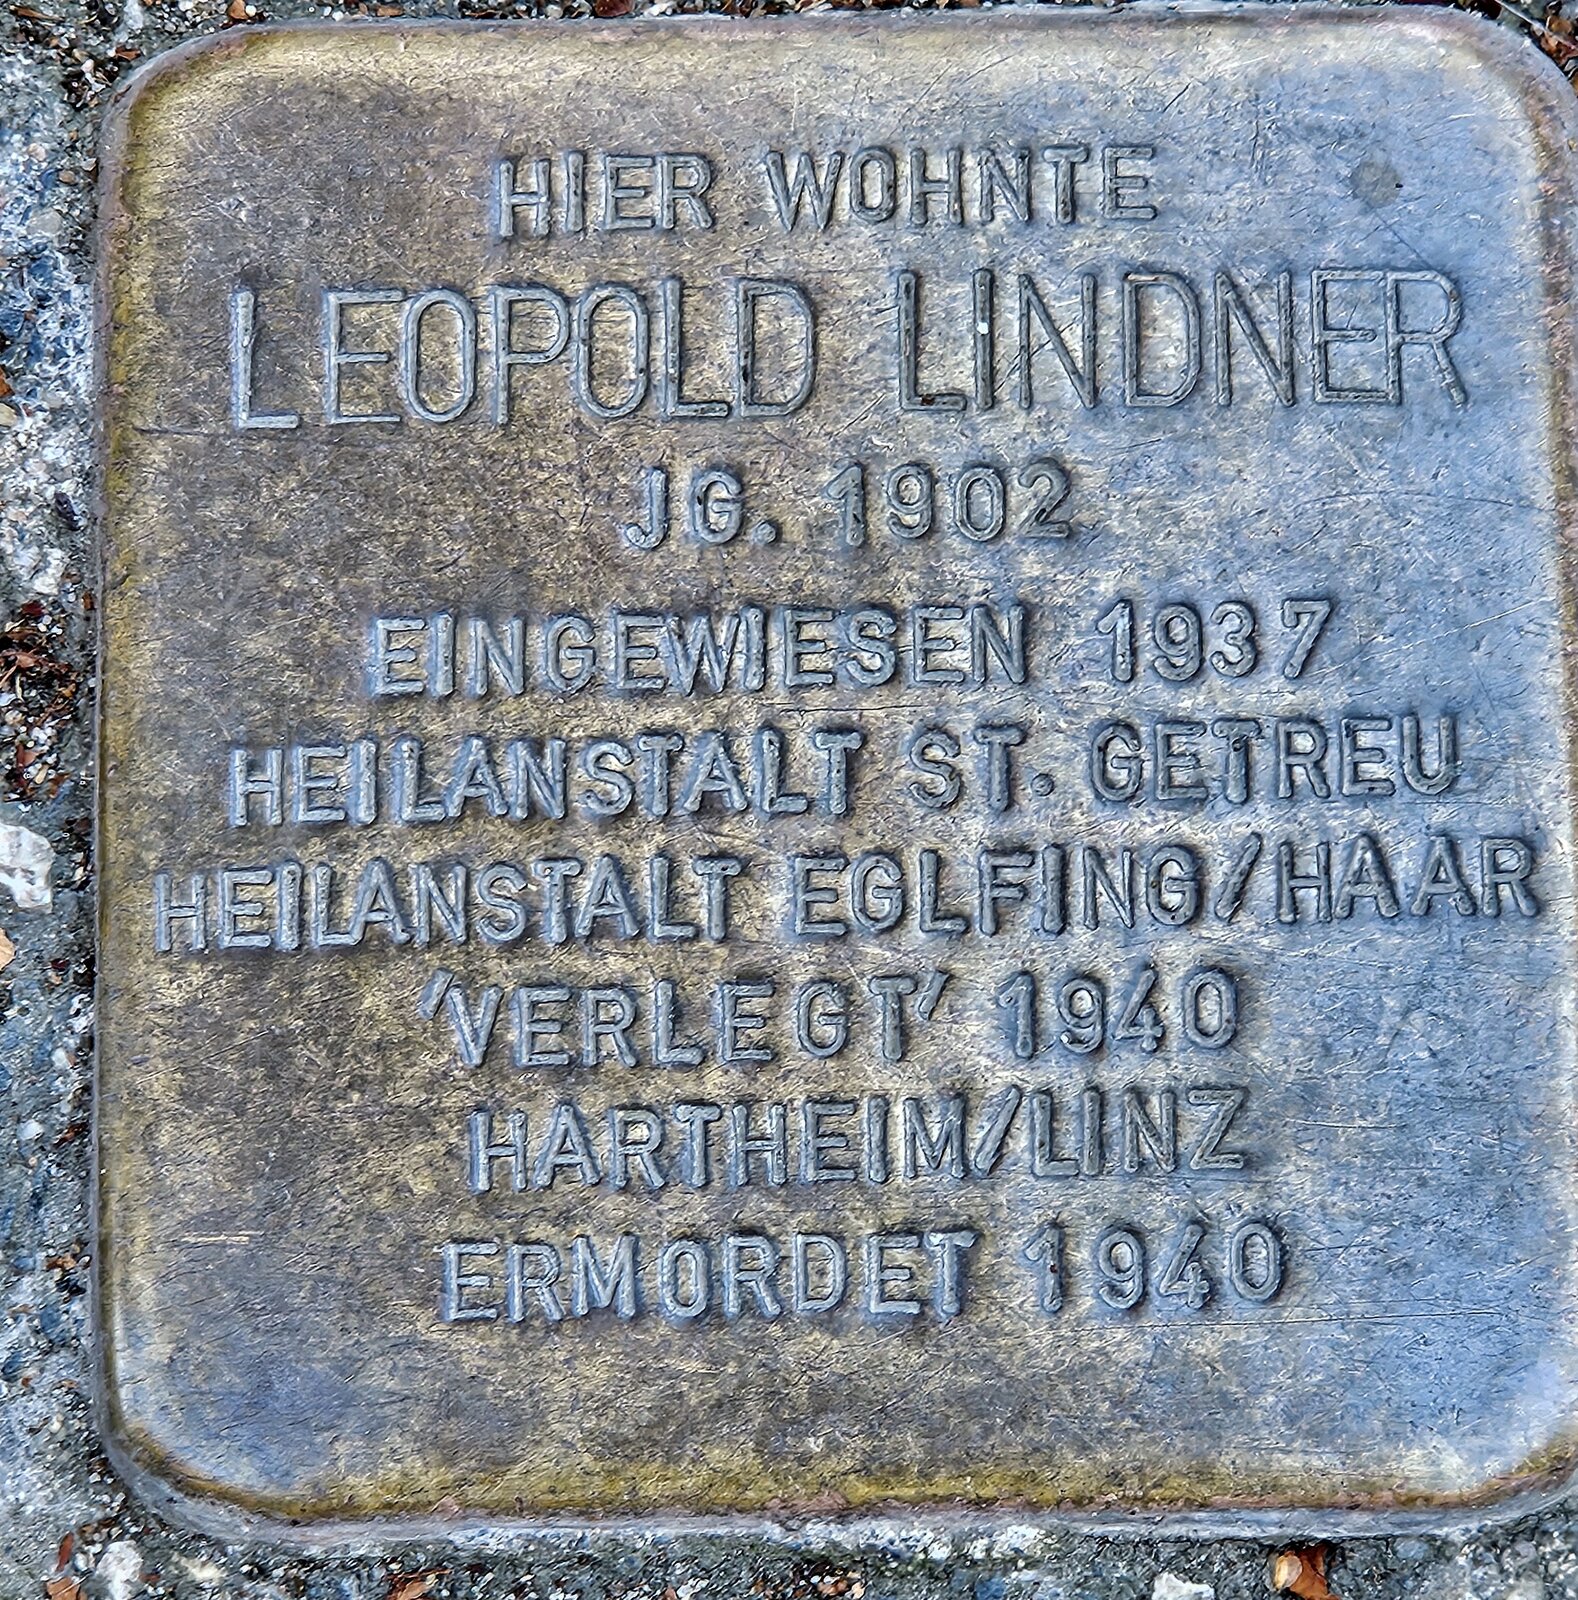 HIER WOHNTE
LEOPOLD LINDNER
JG. 1902
EINGEWIESEN 1937
HEILANSTALT ST. GETREU
HEILANSTALT EGLFING/HAAR
'VERLEGT' 1940
HARTHEIM/LINZ
ERMORDET 1940